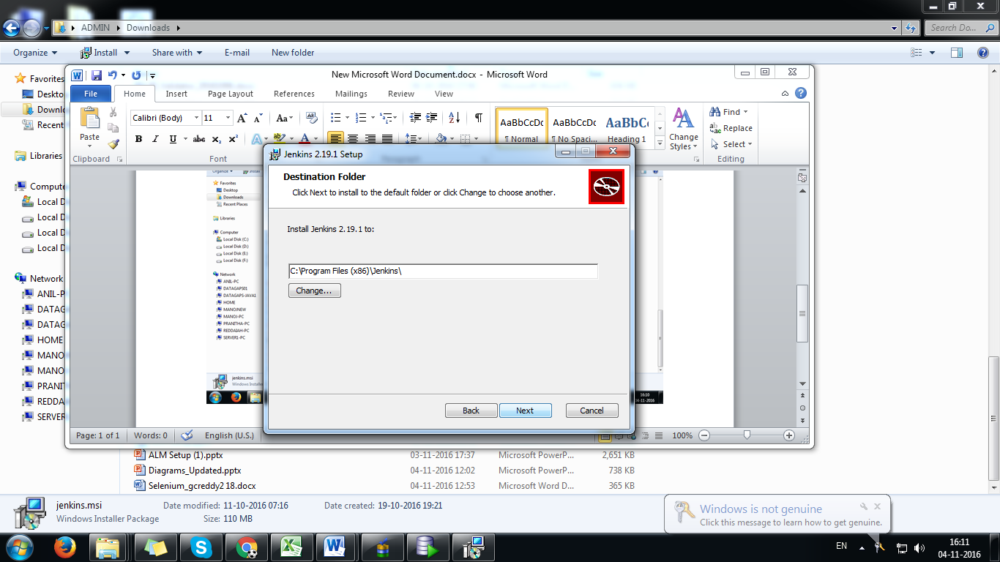 ADMIN
Downloads
Search Do...
Organize
Install
Share with
E-mail
New folder
Favorites
Deskto
Downlo
Recent
Libraries
Compute
Local D
Local D
Local D
Local D
Network
ANIL-P
DATAG
DATAG
HOME
MANO
MANO
PRANIT
REDDA
SERVER
New Microsoft Word Document.docx - Microsoft Word
File
Home
Insert
Page Layout
References
Mailings
Review
View
Paste
Clipboard
Calibri (Body)
11
Font
AaBbCcDc
¶ Normal
AaBbCcDc
¶ No Spaci...
AaBbCc
Heading 1
Change
Styles
Find
Replace
Select
Editing
Favorites
Desktop
Downloads
Recent Places
Libraries
Computer
Local Disk (C:)
Local Disk (D:)
Local Disk (E:)
Local Disk (F:)
Network
ANIL-PC
DATAGAPS01
DATAGAPS-JAVA1
HOME
MANOJNEW
MANOJ-PC
PRANITHA-PC
REDDAIAH-PC
SERVER1-PC
jenkins.msi
Windows Installe
16:10
04-11-2016
Jenkins 2.19.1 Setup
Destination Folder
Click Next to install to the default folder or click Change to choose another.
Install Jenkins 2.19.1 to:
C:\Program Files (x86)\Jenkins\
Change...
Back
Next
Cancel
Page: 1 of 1
Words: 0
English (U.S.)
100%
ALM Setup (1).pptx 03-11-2016 17:37 Microsoft PowerP... 2,651 KB
Diagrams_Updated.pptx 04-11-2016 12:02 Microsoft PowerP... 738 KB
Selenium_gcreddy2 18.docx 04-11-2016 12:53 Microsoft Word D... 365 KB
jenkins.msi Date modified: 11-10-2016 07:16 Date created: 19-10-2016 19:21
Windows Installer Package Size: 110 MB
Windows is not genuine
Click this message to learn how to get genuine.
EN
16:11
04-11-2016